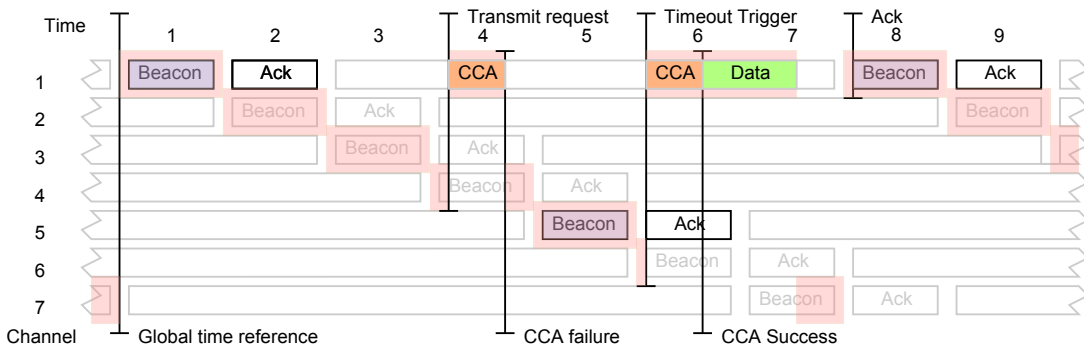 Transmit request Timeout Trigger Ack
Time 1 2 3 4 5 6 7 8 9
1 Beacon Ack CCA CCA Data Beacon Ack
2 Beacon Ack Beacon
3 Beacon Ack
4 Beacon Ack
5 Beacon Ack
6 Beacon Ack
7 Beacon Ack
Channel Global time reference CCA failure CCA Success